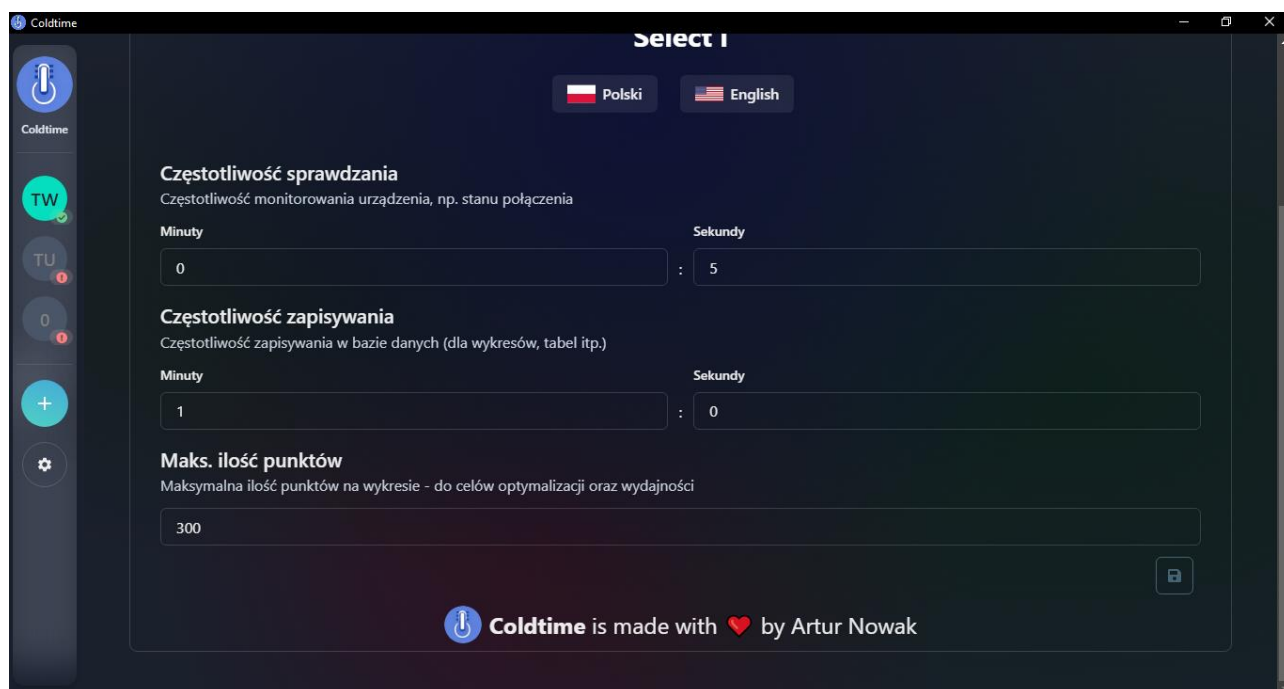 Coldtime
Select
Polski
English
Coldtime
TW
TU
0
Częstotliwość sprawdzania
Częstotliwość monitorowania urządzenia, np. stanu połączenia
Minuty
Sekundy
0
:
5
Częstotliwość zapisywania
Częstotliwość zapisywania w bazie danych (dla wykresów, tabel itp.)
Minuty
Sekundy
1
:
0
Maks. ilość punktów
Maksymalna ilość punktów na wykresie - do celów optymalizacji oraz wydajności
300
Coldtime is made with ❤ by Artur Nowak